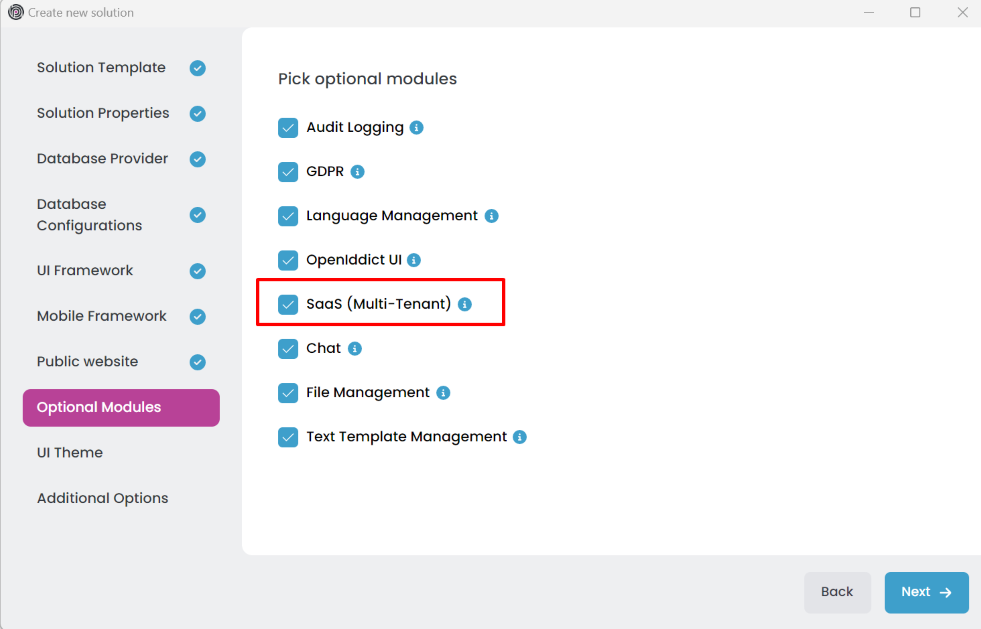 Create new solution
Solution Template
Solution Properties
Database Provider
Database
Configurations
UI Framework
Mobile Framework
Public website
Optional Modules
UI Theme
Additional Options
Pick optional modules
Audit Logging
GDPR
Language Management
OpenIddict UI
SaaS (Multi-Tenant)
Chat
File Management
Text Template Management
Back
Next